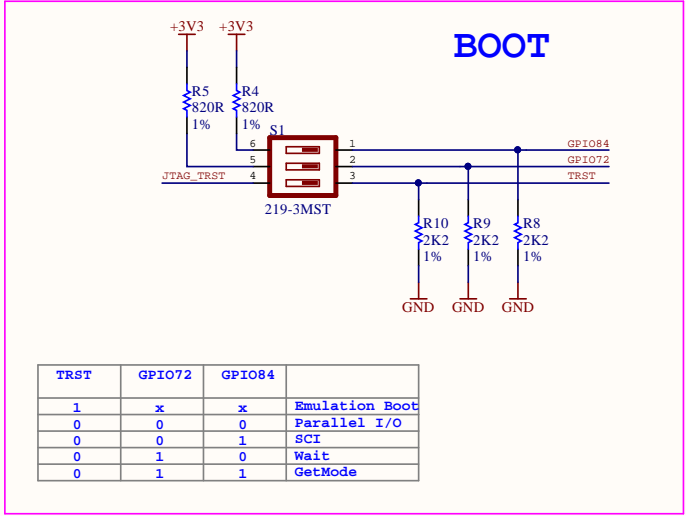 +3V3 +3V3
BOOT
R5 R4
820R 820R
1% 1%
S1
6 1 GPIO84
5 2 GPIO72
JTAG_TRST 4 3 TRST
219-3MST
R10 R9 R8
2K2 2K2 2K2
1% 1% 1%
GND GND GND
TRST GPIO72 GPIO84
1 x x Emulation Boot
0 0 0 Parallel I/O
0 0 1 SCI
0 1 0 Wait
0 1 1 GetMode